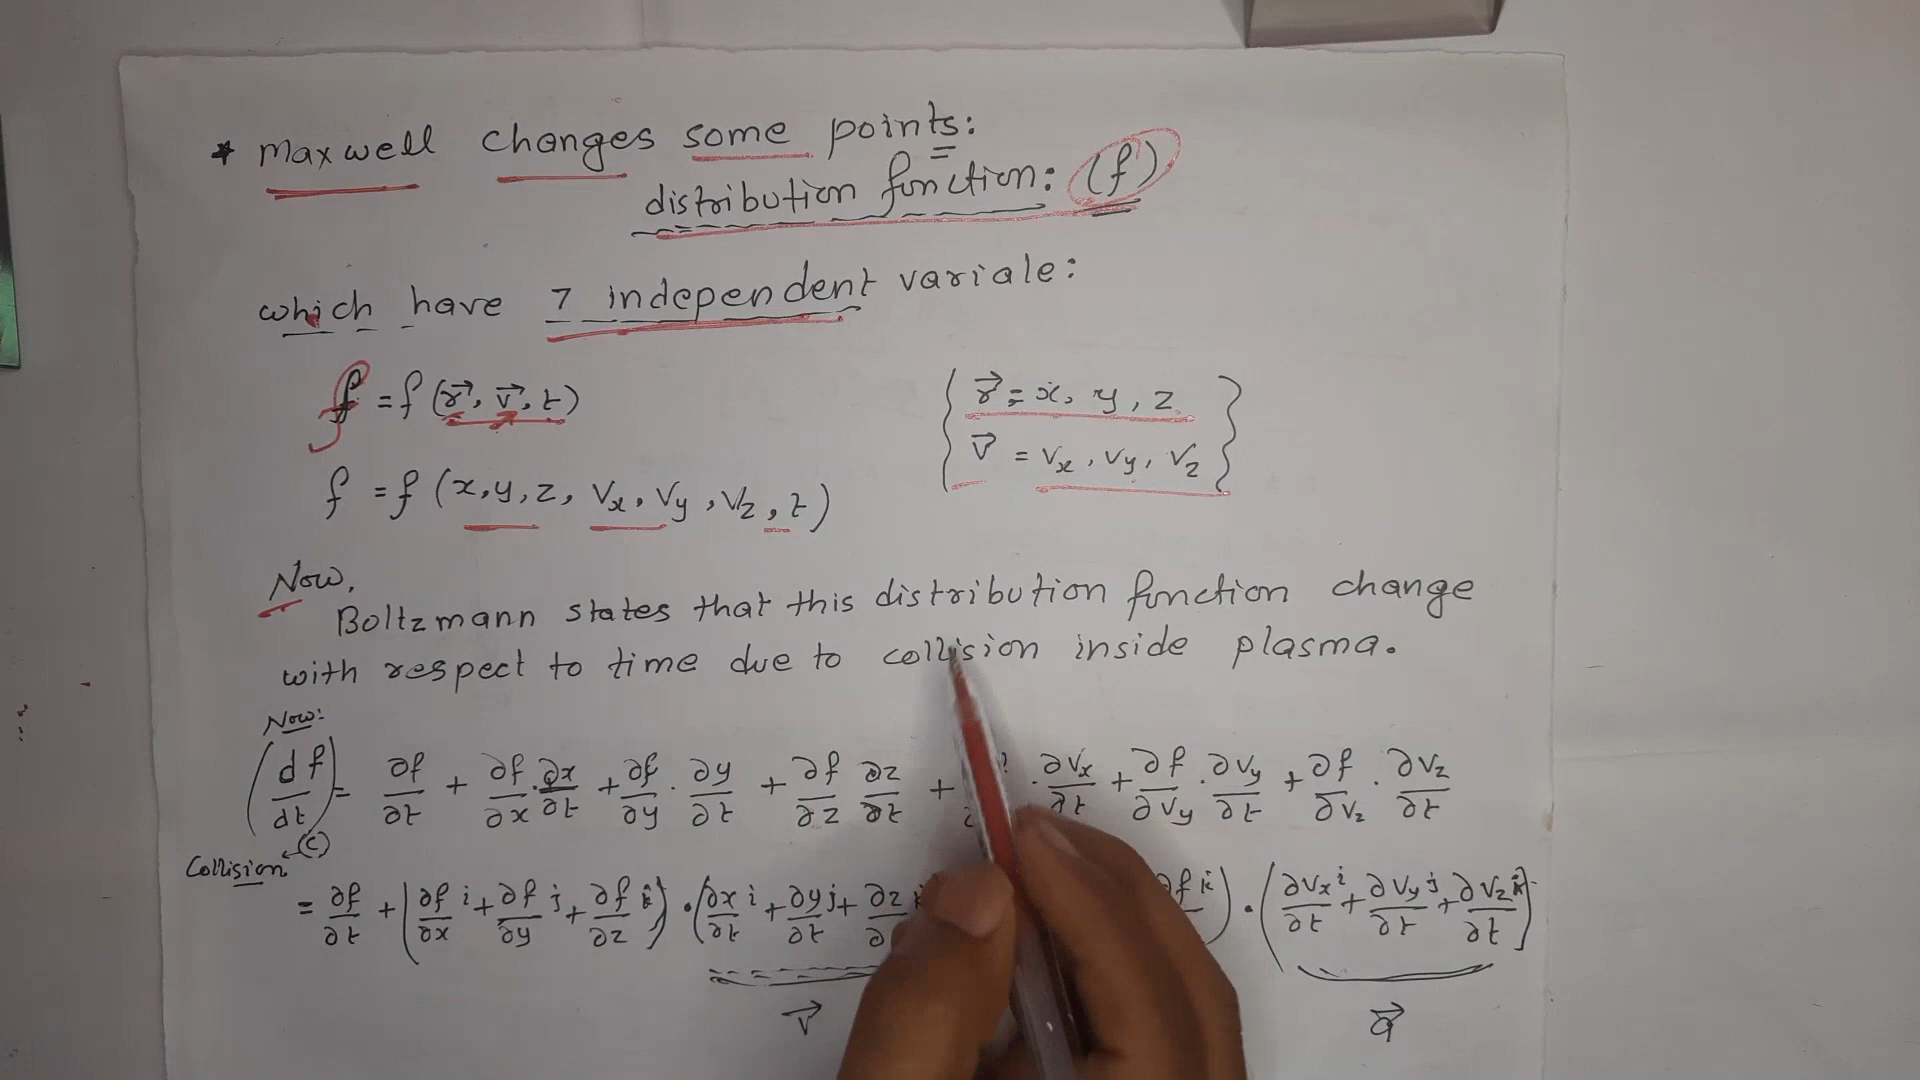 * Maxwell changes some points:
distribution function: (f)
which have 7 independent variale:
f = f (r⃗, v⃗, t)
{ r⃗ = x, y, z
v⃗ = Vx, Vy, Vz }
f = f (x, y, z, Vx, Vy, Vz, t)
Now,
Boltzmann states that this distribution function change
with respect to time due to collision inside plasma.
Now:
(df/dt) = ∂f/∂t + ∂f/∂x · ∂x/∂t + ∂f/∂y · ∂y/∂t + ∂f/∂z ∂z/∂t + · ∂Vx/∂t + ∂f/∂Vy · ∂Vy/∂t + ∂f/∂Vz · ∂Vz/∂t
Collision (c)
= ∂f/∂t + (∂f/∂x i + ∂f/∂y j + ∂f/∂z k) · (∂x/∂t i + ∂y/∂t j + ∂z/∂ ∂f k) · (∂Vx/∂t i + ∂Vy/∂t j + ∂Vz/∂t k)
v⃗ a⃗